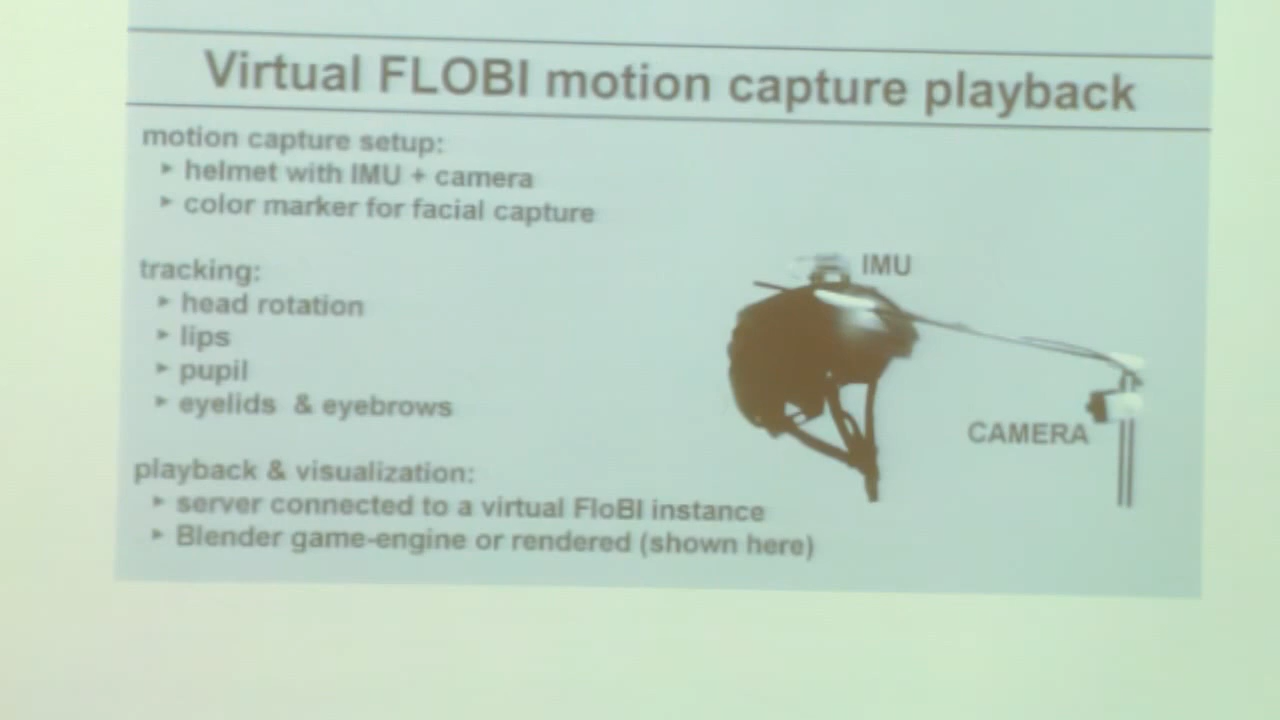 Virtual FLOBI motion capture playback
motion capture setup:
‣ helmet with IMU + camera
‣ color marker for facial capture
tracking:
‣ head rotation
‣ lips
‣ pupil
‣ eyelids & eyebrows
playback & visualization:
‣ server connected to a virtual FloBI instance
‣ Blender game-engine or rendered (shown here)
IMU
CAMERA